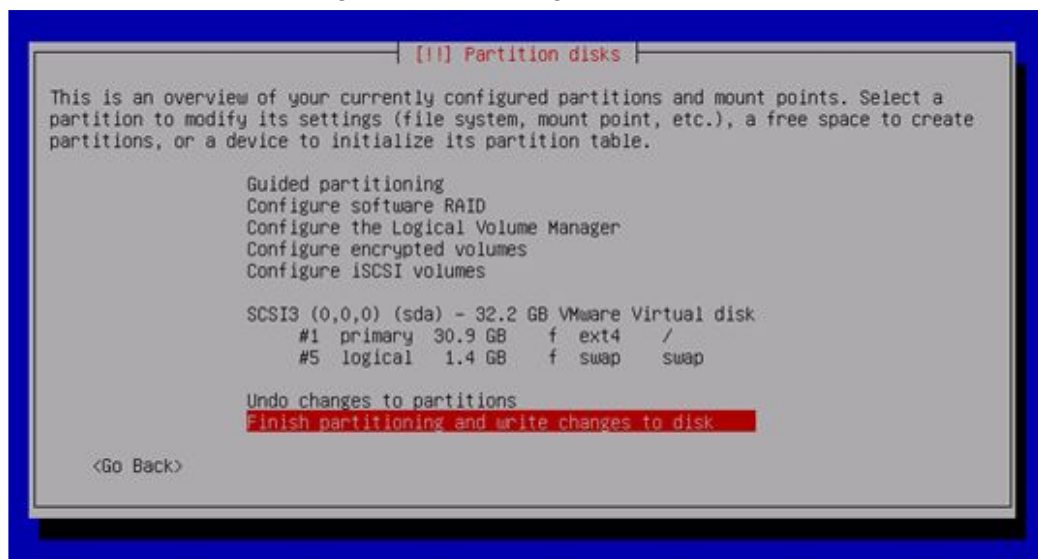 [!!] Partition disks
This is an overview of your currently configured partitions and mount points. Select a
partition to modify its settings (file system, mount point, etc.), a free space to create
partitions, or a device to initialize its partition table.
Guided partitioning
Configure software RAID
Configure the Logical Volume Manager
Configure encrypted volumes
Configure iSCSI volumes
SCSI3 (0,0,0) (sda) - 32.2 GB VMware Virtual disk
#1 primary 30.9 GB f ext4 /
#5 logical 1.4 GB f swap swap
Undo changes to partitions
Finish partitioning and write changes to disk
<Go Back>